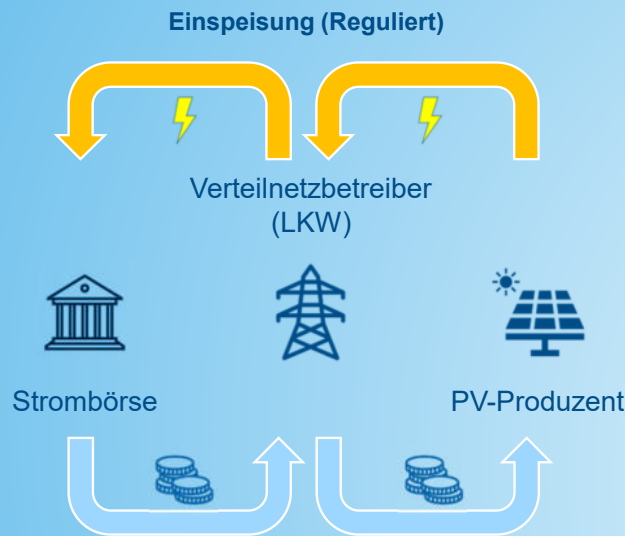 Einspeisung (Reguliert)
Verteilnetzbetreiber
(LKW)
Strombörse
PV-Produzent